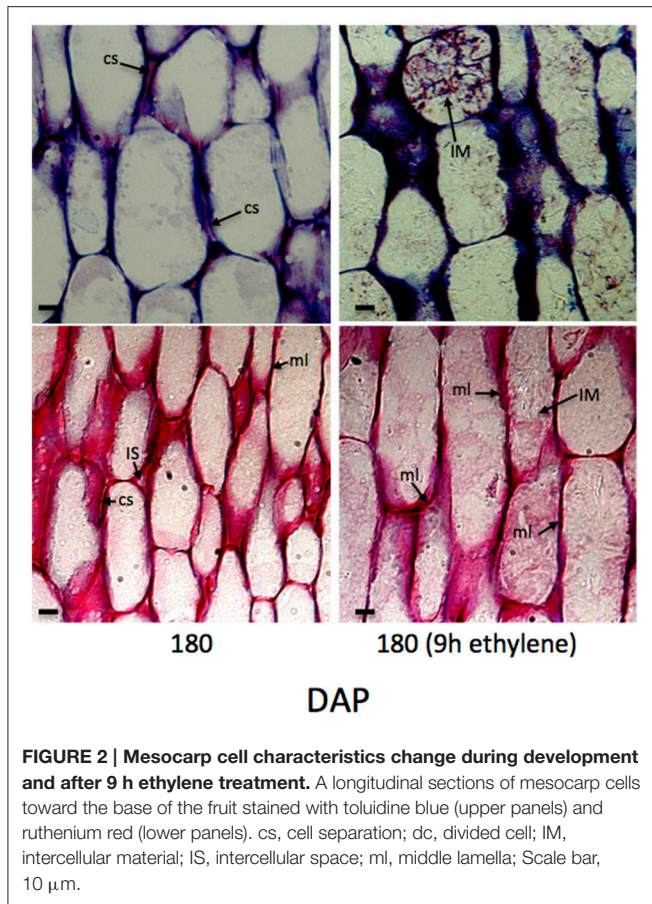 cs
cs
IM
ml
IS
cs
ml
IM
ml
ml
180 180 (9h ethylene)
DAP
FIGURE 2 | Mesocarp cell characteristics change during development
and after 9 h ethylene treatment. A longitudinal sections of mesocarp cells
toward the base of the fruit stained with toluidine blue (upper panels) and
ruthenium red (lower panels). cs, cell separation; dc, divided cell; IM,
intercellular material; IS, intercellular space; ml, middle lamella; Scale bar,
10 μm.